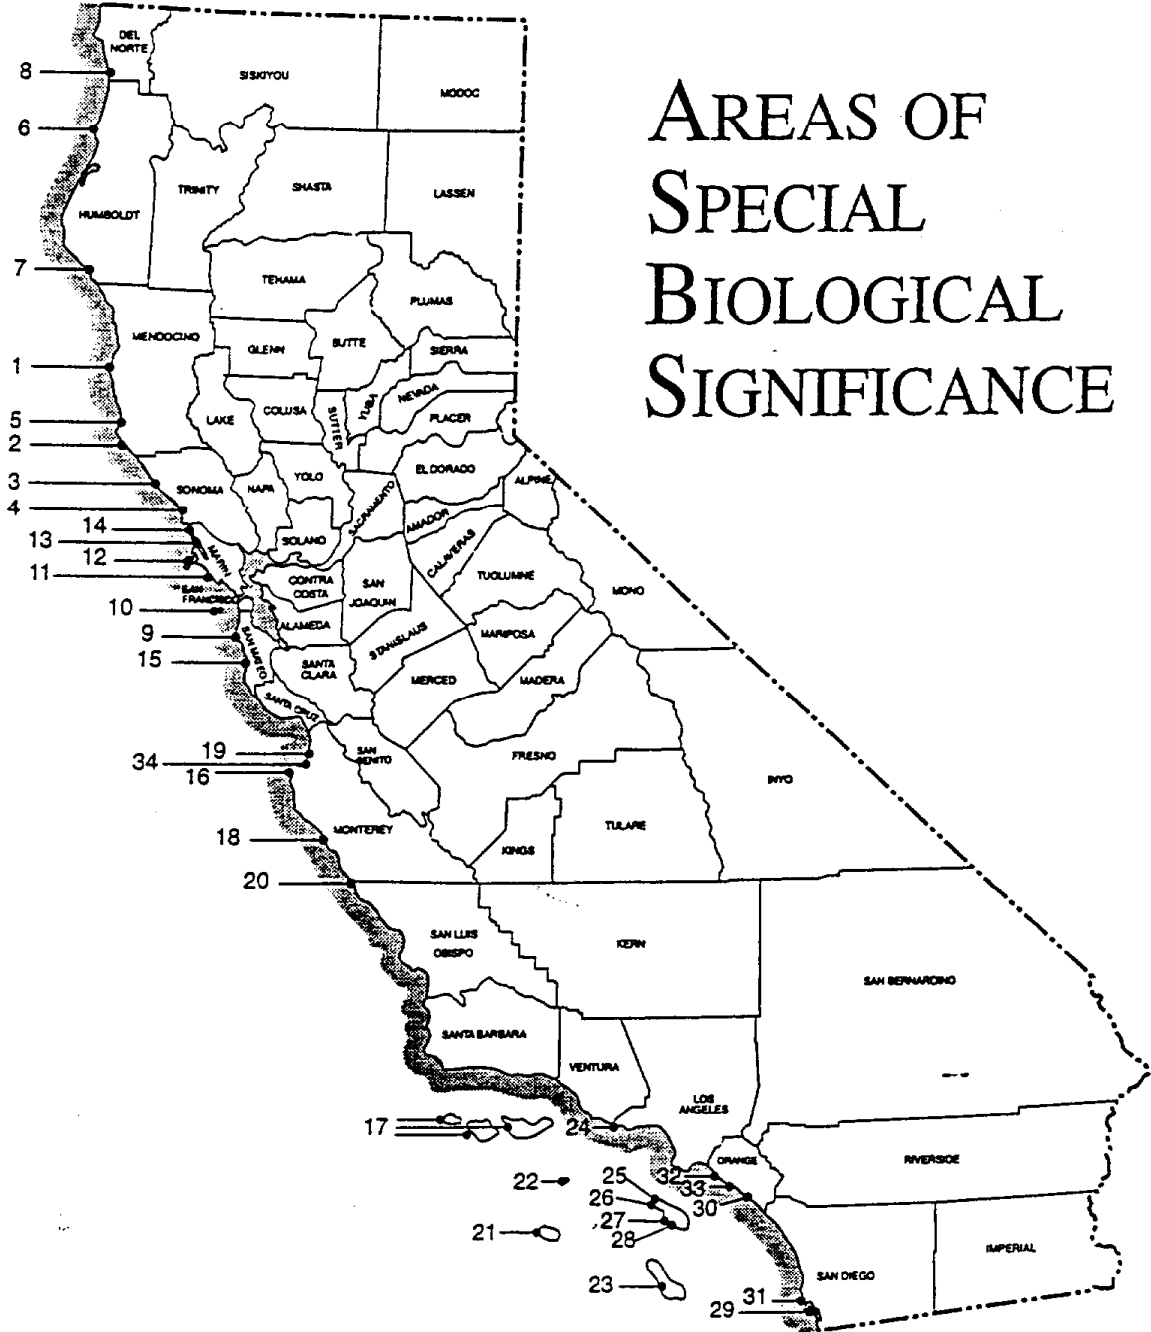 AREAS OF
SPECIAL
BIOLOGICAL
SIGNIFICANCE
DEL
NORTE
8
SISKIYOU
MODOC
6
TRINITY
SHASTA
LASSEN
HUMBOLDT
7
TEHAMA
PLUMAS
MENDOCINO
GLENN
BUTTE
SIERRA
1
NEVADA
YUBA
LAKE
COLUSA
SUTTER
PLACER
5
2
EL DORADO
YOLO
ALPINE
3
SONOMA
NAPA
SACRAMENTO
4
AMADOR
14
SOLANO
13
MARIN
CALAVERAS
12
11
CONTRA
COSTA
SAN
JOAQUIN
TUOLUMNE
MONO
SAN
FRANCISCO
10
ALAMEDA
9
SAN MATEO
STANISLAUS
MARIPOSA
15
SANTA
CLARA
MERCED
MADERA
SANTA CRUZ
19
SAN
BENITO
FRESNO
34
16
INYO
18
MONTEREY
KINGS
TULARE
20
SAN LUIS
OBISPO
KERN
SAN BERNARDINO
SANTA BARBARA
VENTURA
LOS
ANGELES
17
24
ORANGE
RIVERSIDE
22
25
32
33
26
30
21
27
28
IMPERIAL
SAN DIEGO
23
31
29